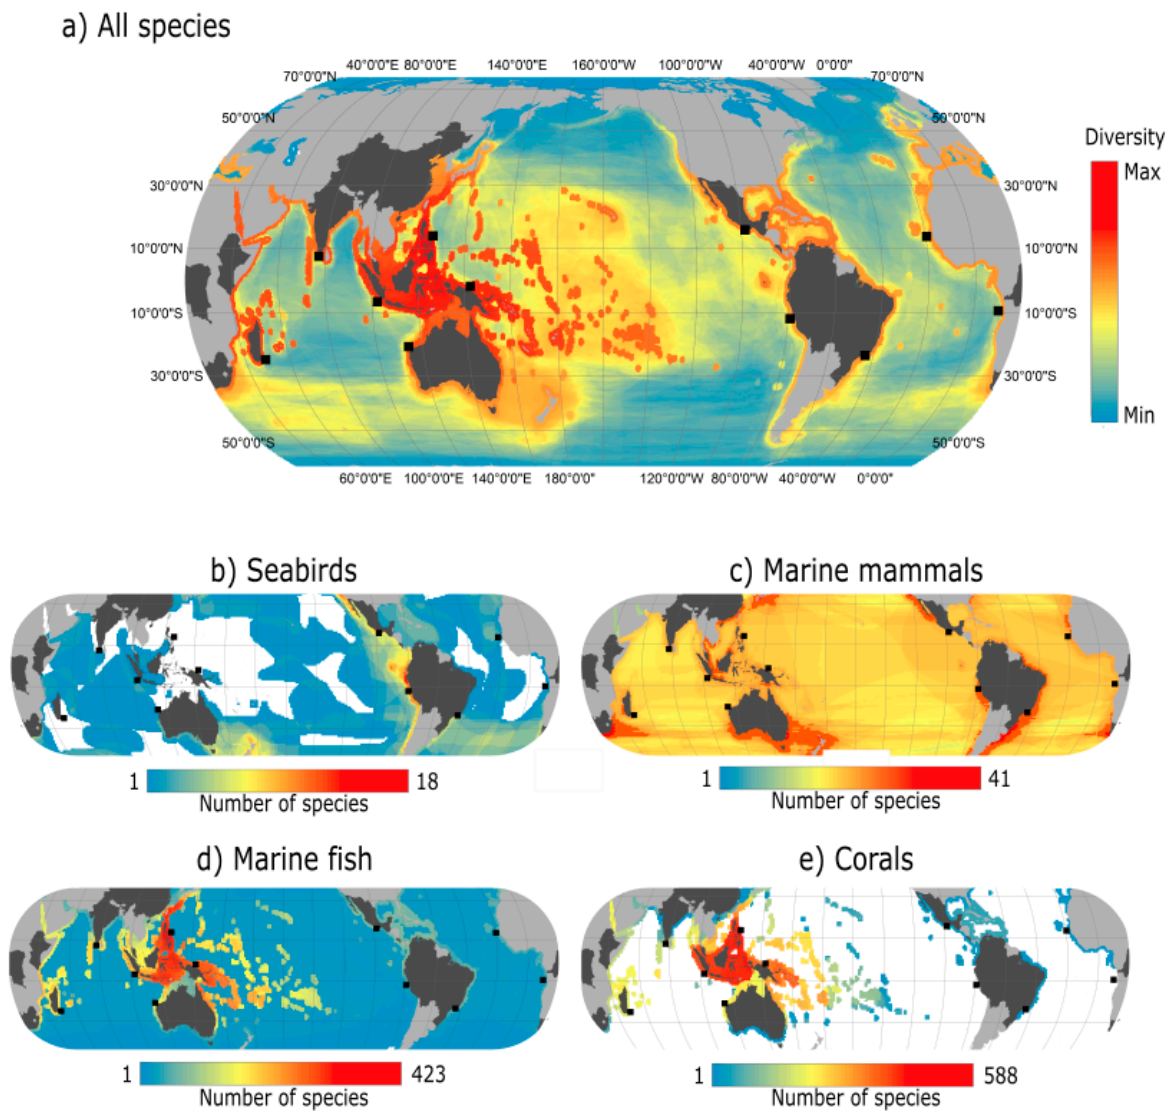 a) All species
40°0'0"E 80°0'0"E 140°0'0"E 160°0'0"W 100°0'0"W 40°0'0"W 0°0'0"
70°0'0"N 70°0'0"N
50°0'0"N 50°0'0"N
30°0'0"N 30°0'0"N
10°0'0"N 10°0'0"N
10°0'0"S 10°0'0"S
30°0'0"S 30°0'0"S
50°0'0"S 50°0'0"S
60°0'0"E 100°0'0"E 140°0'0"E 180°0'0" 120°0'0"W 80°0'0"W 40°0'0"W 0°0'0"
Diversity
Max
Min
b) Seabirds
1 18
Number of species
c) Marine mammals
1 41
Number of species
d) Marine fish
1 423
Number of species
e) Corals
1 588
Number of species